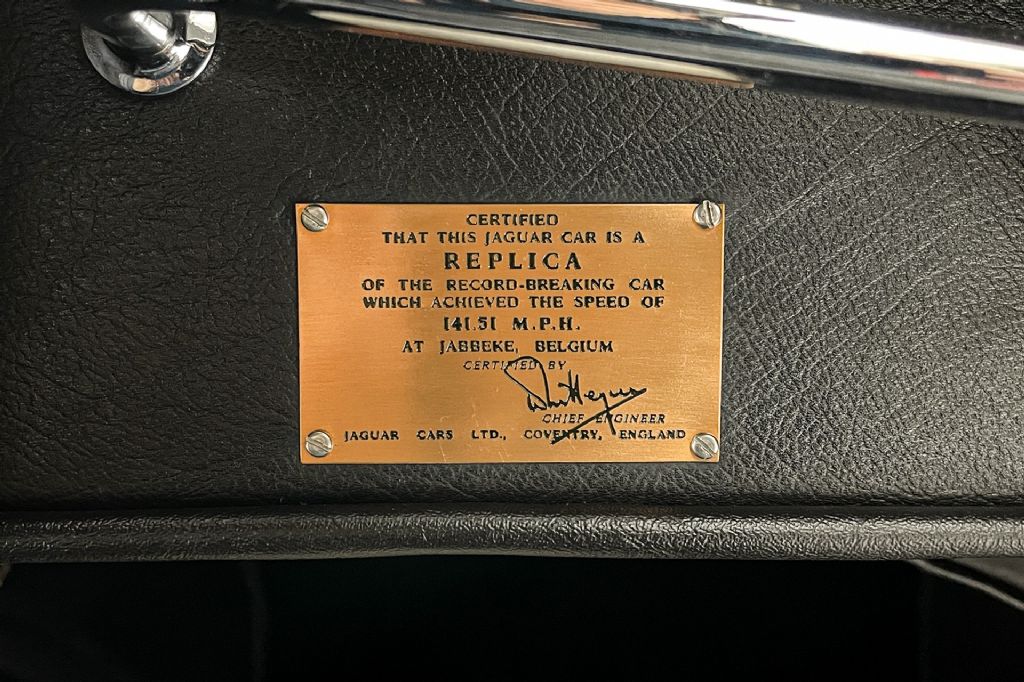 CERTIFIED
THAT THIS JAGUAR CAR IS A
REPLICA
OF THE RECORD-BREAKING CAR
WHICH ACHIEVED THE SPEED OF
141.51 M.P.H.
AT JABBEKE, BELGIUM
CERTIFIED BY
CHIEF ENGINEER
JAGUAR CARS LTD., COVENTRY, ENGLAND